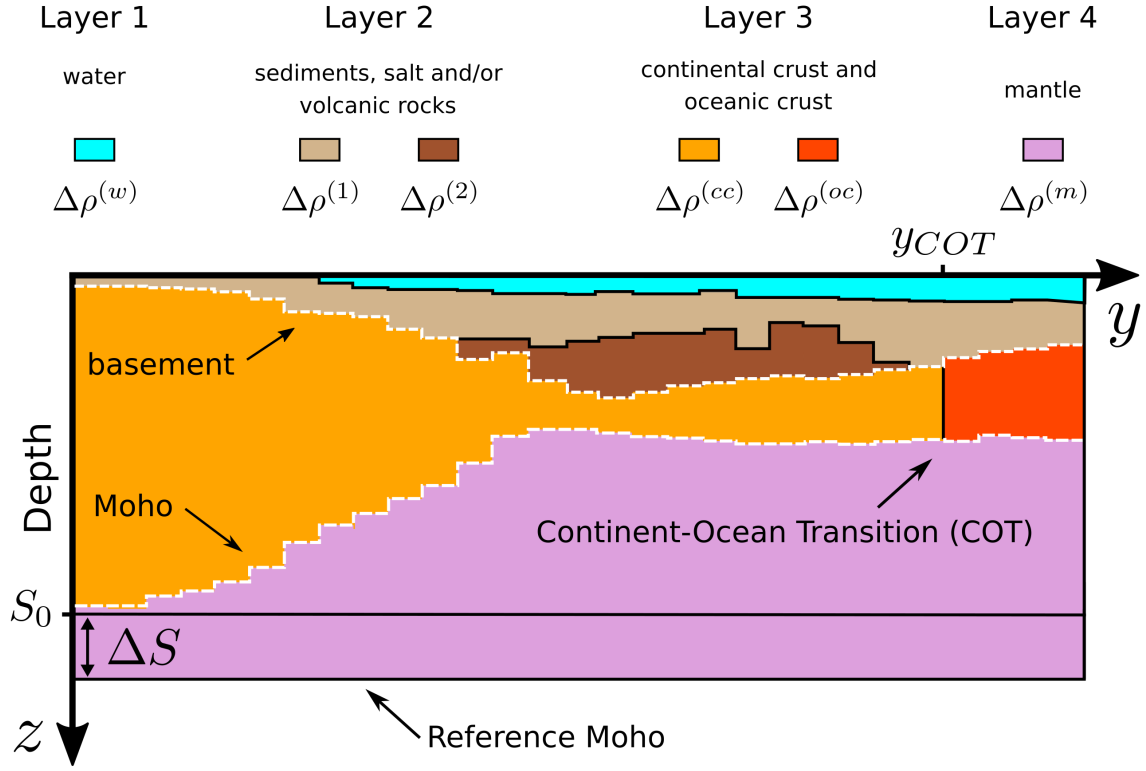 Layer 1
Layer 2
Layer 3
Layer 4
water
sediments, salt and/or
volcanic rocks
continental crust and
oceanic crust
mantle
Δρ^(w)
Δρ^(1)
Δρ^(2)
Δρ^(cc)
Δρ^(oc)
Δρ^(m)
y_COT
y
basement
Depth
Moho
Continent-Ocean Transition (COT)
S_0
ΔS
z
Reference Moho